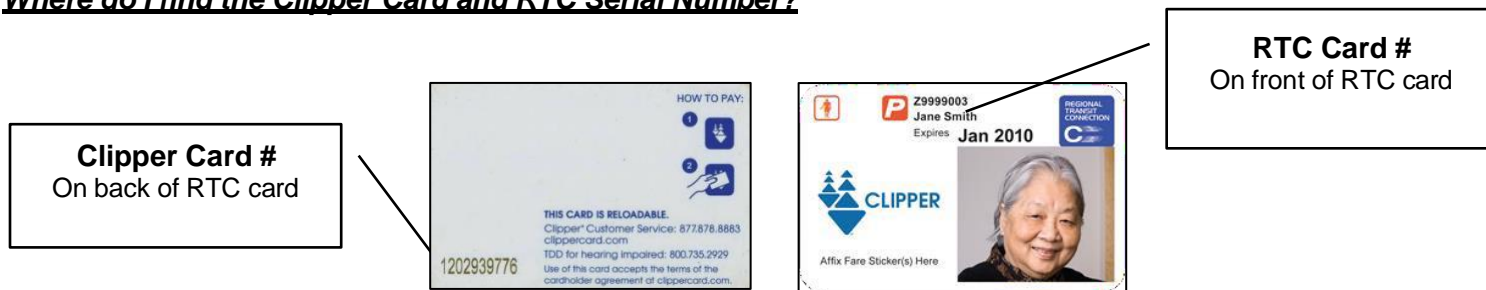 Where do I find the Clipper Card and RTC Serial Number?
RTC Card #
On front of RTC card
Clipper Card #
On back of RTC card
HOW TO PAY:
1
2
THIS CARD IS RELOADABLE.
Clipper® Customer Service: 877.878.8883
clippercard.com
TDD for hearing impaired: 800.735.2929
Use of this card accepts the terms of the
cardholder agreement at clippercard.com.
1202939776
P
Z9999003
Jane Smith
Expires Jan 2010
REGIONAL
TRANSIT
CONNECTION
C
CLIPPER
Affix Fare Sticker(s) Here